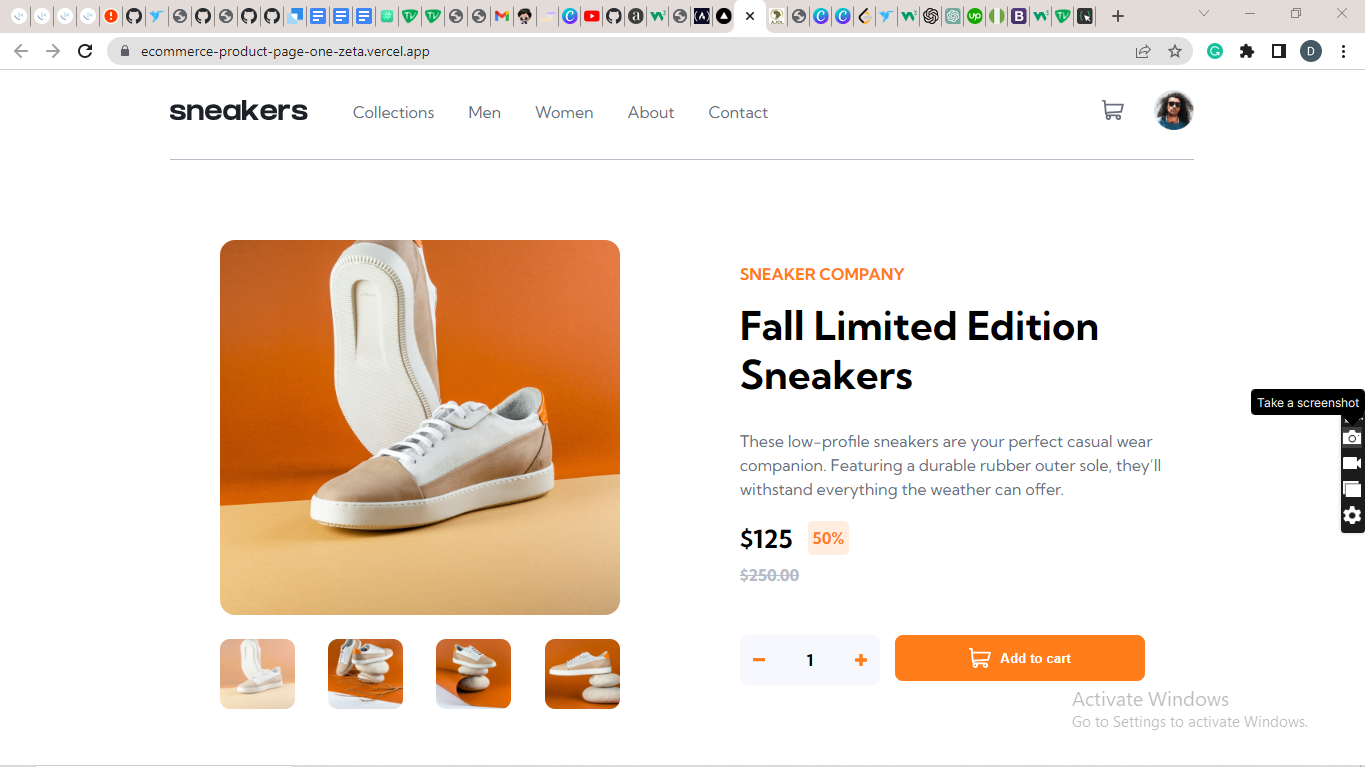 ecommerce-product-page-one-zeta.vercel.app
D
sneakers
Collections
Men
Women
About
Contact
SNEAKER COMPANY
Fall Limited Edition
Sneakers
Take a screenshot
These low-profile sneakers are your perfect casual wear
companion. Featuring a durable rubber outer sole, they'll
withstand everything the weather can offer.
$125
50%
$250.00
1
Add to cart
Activate Windows
Go to Settings to activate Windows.